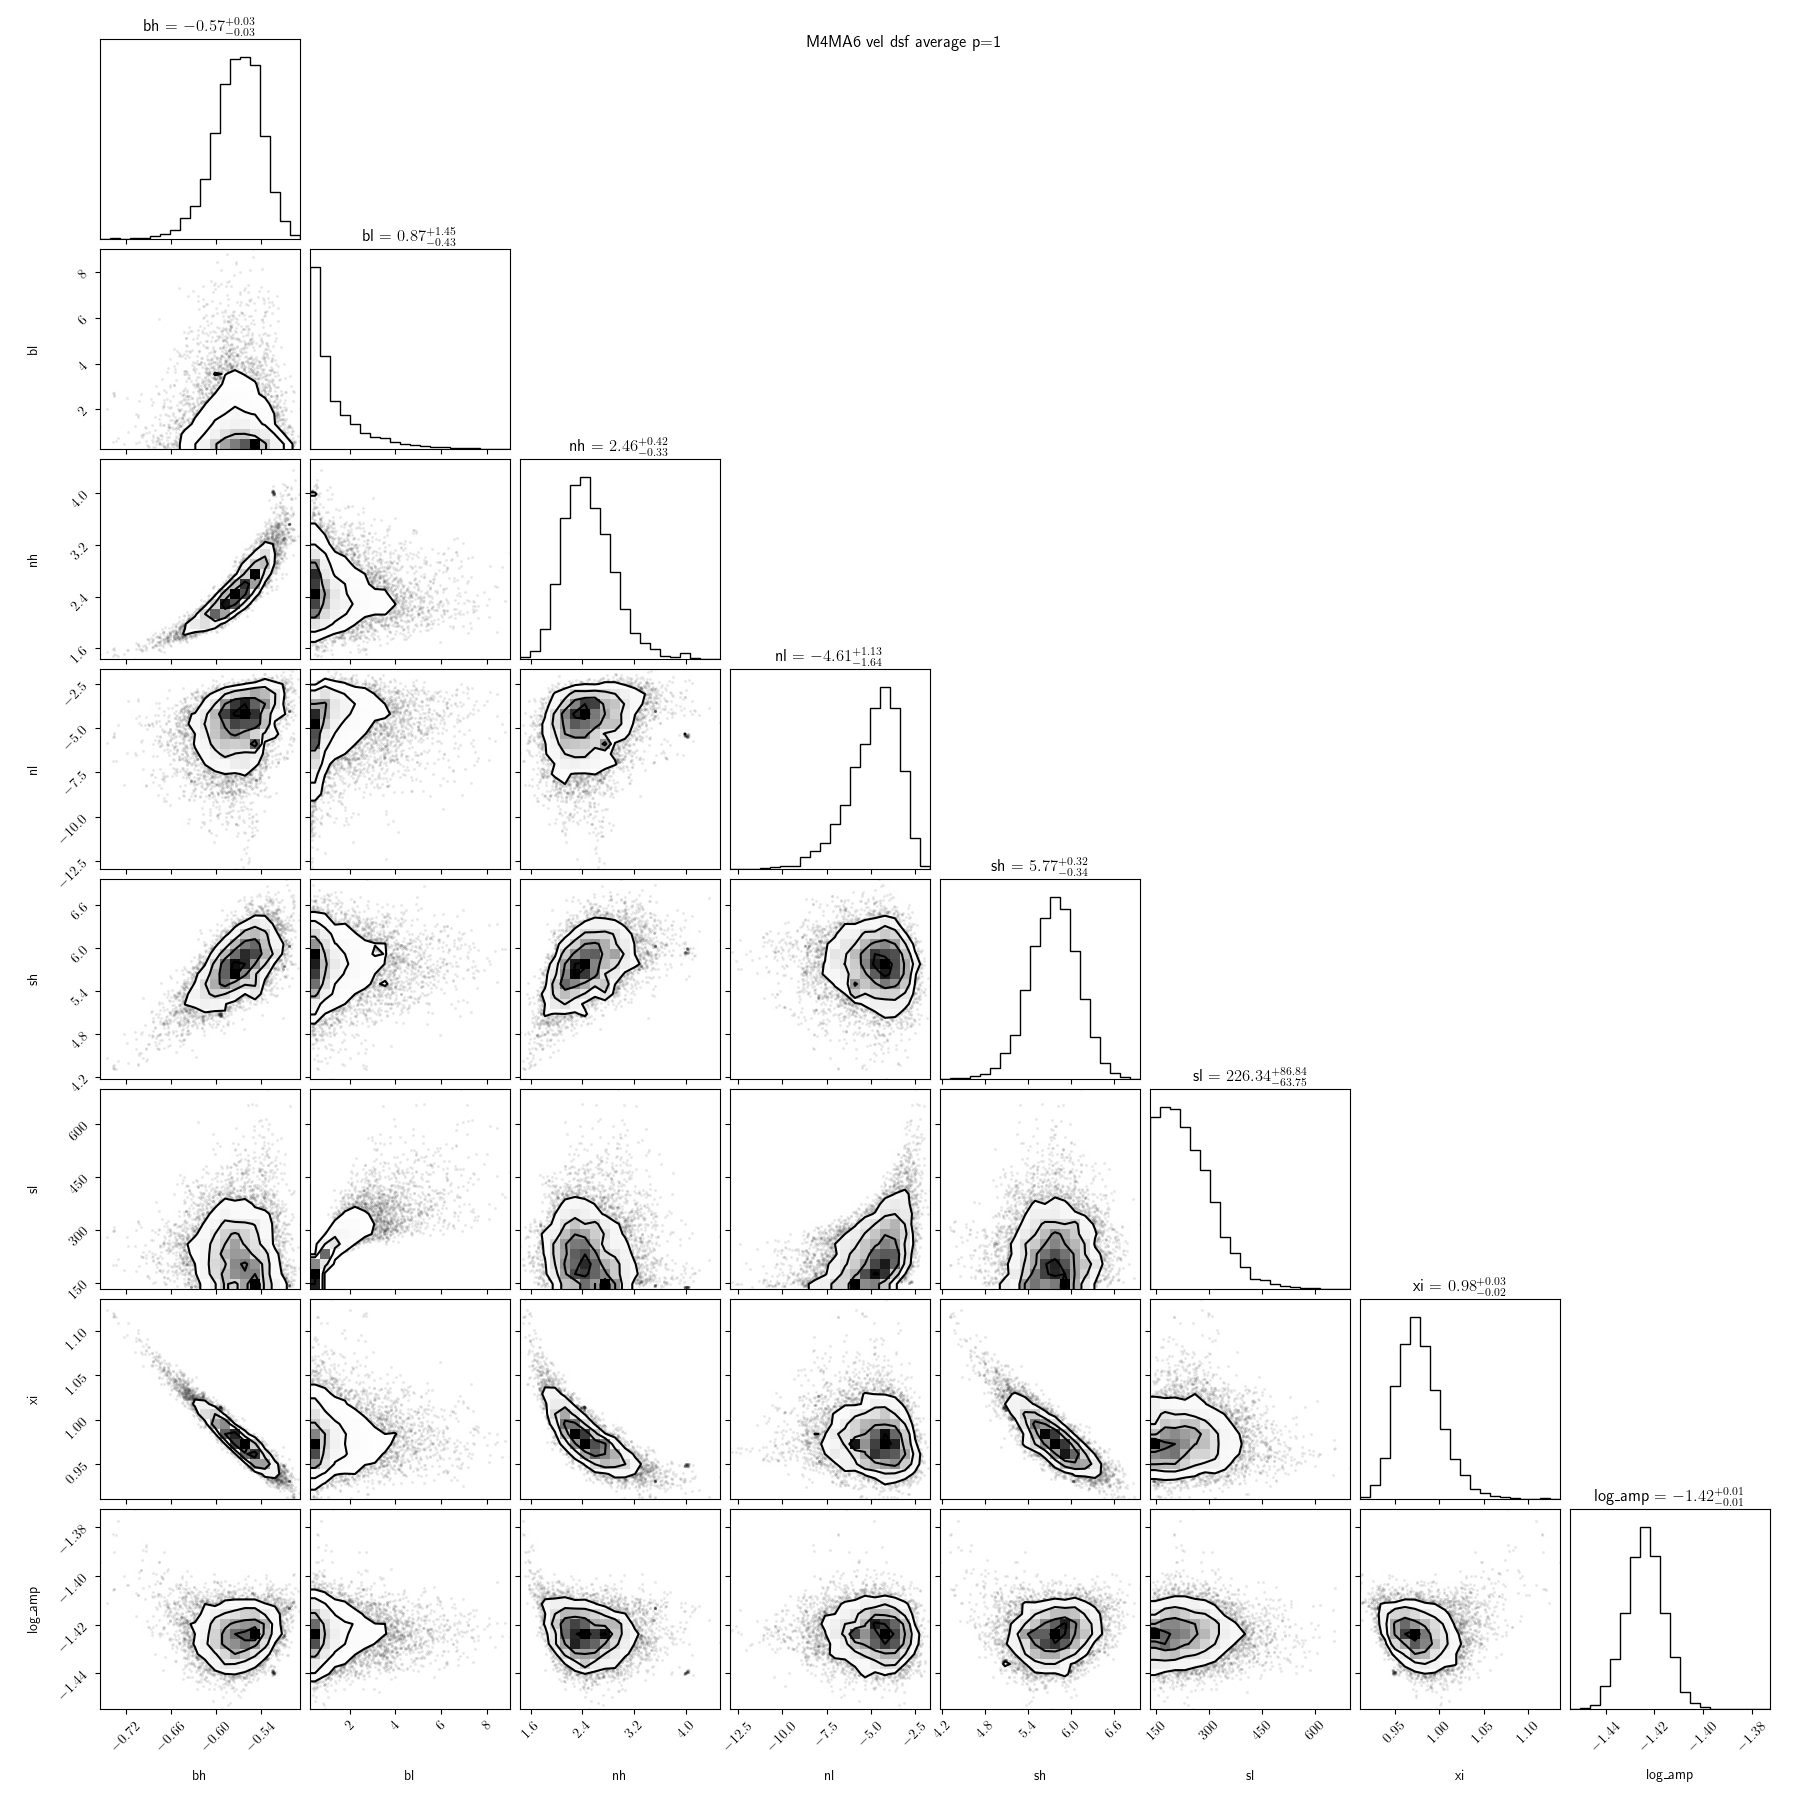 M4MA6 vel dsf average p=1
bh = −0.57+0.03 −0.03
bl = 0.87+1.45 −0.43
8
6
4
2
bl
nh = 2.46+0.42 −0.33
4.0
3.2
2.4
1.6
nh
nl = −4.61+1.13 −1.64
−2.5
−5.0
−7.5
−10.0
−12.5
nl
sh = 5.77+0.32 −0.34
6.6
6.0
5.4
4.8
4.2
sh
sl = 226.34+86.84 −63.75
600
450
300
150
sl
xi = 0.98+0.03 −0.02
1.10
1.05
1.00
0.95
xi
log_amp = −1.42+0.01 −0.01
−1.38
−1.40
−1.42
−1.44
log_amp
−0.72 −0.66 −0.60 −0.54 2 4 6 8 1.6 2.4 3.2 4.0 −12.5 −10.0 −7.5 −5.0 −2.5 4.2 4.8 5.4 6.0 6.6 150 300 450 600 0.95 1.00 1.05 1.10 −1.44 −1.42 −1.40 −1.38
bh bl nh nl sh sl xi log_amp